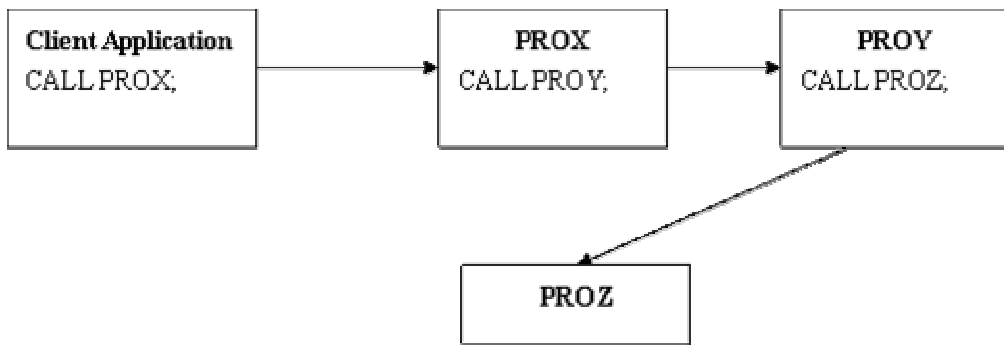 Client Application
CALL PROX;
PROX
CALL PROY;
PROY
CALL PROZ;
PROZ